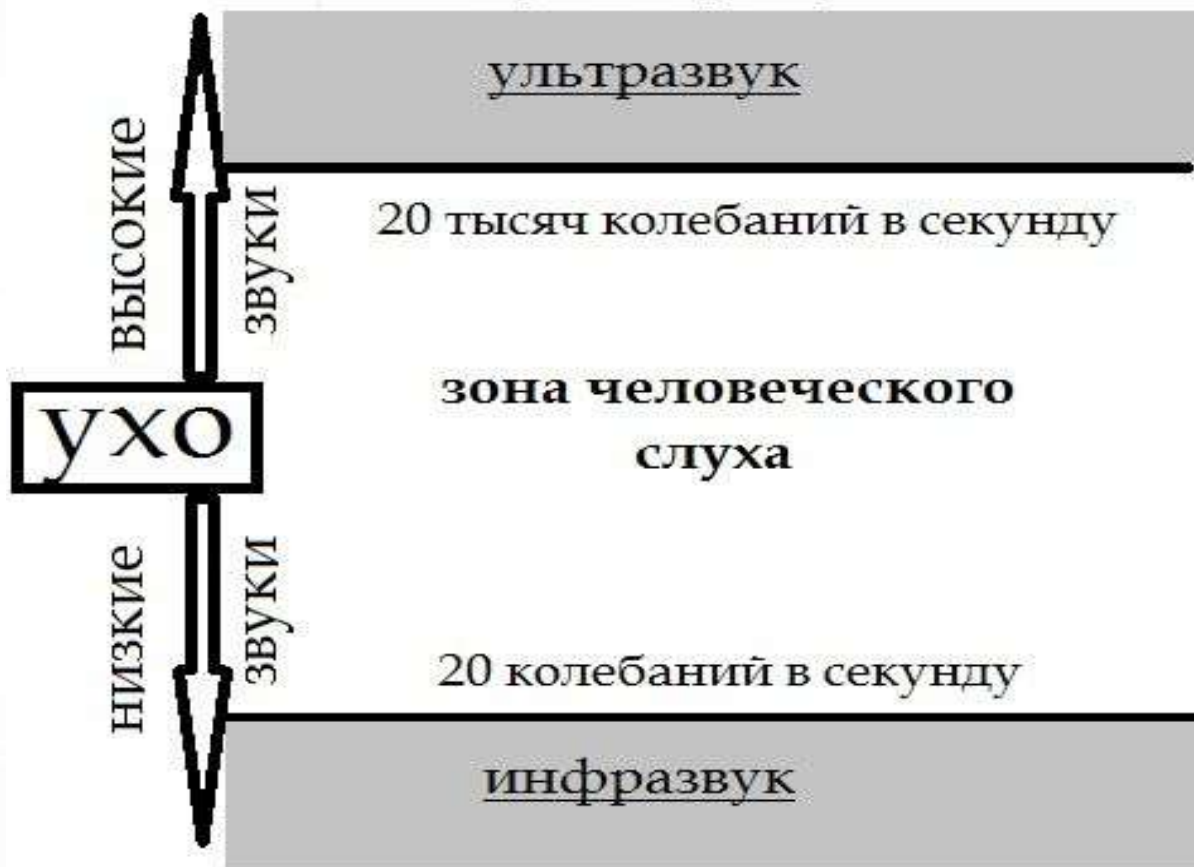 ультразвук
20 тысяч колебаний в секунду
высокие
звуки
ухо
зона человеческого
слуха
низкие
звуки
20 колебаний в секунду
инфразвук